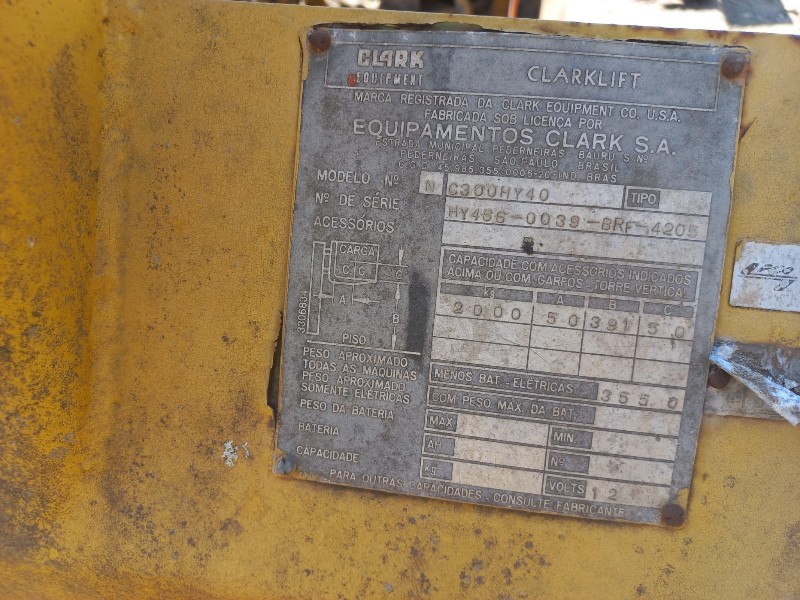 CLARK
EQUIPMENT
CLARKLIFT
MARCA REGISTRADA DA CLARK EQUIPMENT CO. U.S.A.
FABRICADA SOB LICENÇA POR
EQUIPAMENTOS CLARK S.A.
ESTRADA MUNICIPAL PEDERNEIRAS BAURU S/Nº
PEDERNEIRAS SÃO PAULO BRASIL
IND. BRAS
MODELO Nº N C300HY40 TIPO
Nº DE SÉRIE HY456-0039-BRF-4205
ACESSÓRIOS
CARGA
C/G C
A
B
3306834
PISO
CAPACIDADE COM ACESSÓRIOS INDICADOS
ACIMA OU COM GARFOS - TORRE VERTICAL
kg A B C
2000 50 391 50
PESO APROXIMADO
TODAS AS MÁQUINAS
MENOS BAT. - ELÉTRICAS 3550
PESO APROXIMADO
SOMENTE ELÉTRICAS
COM PESO MAX. DA BAT.
PESO DA BATERIA MAX. MIN.
BATERIA AH Nº
CAPACIDADE kg VOLTS 12
PARA OUTRAS CAPACIDADES - CONSULTE FABRICANTE